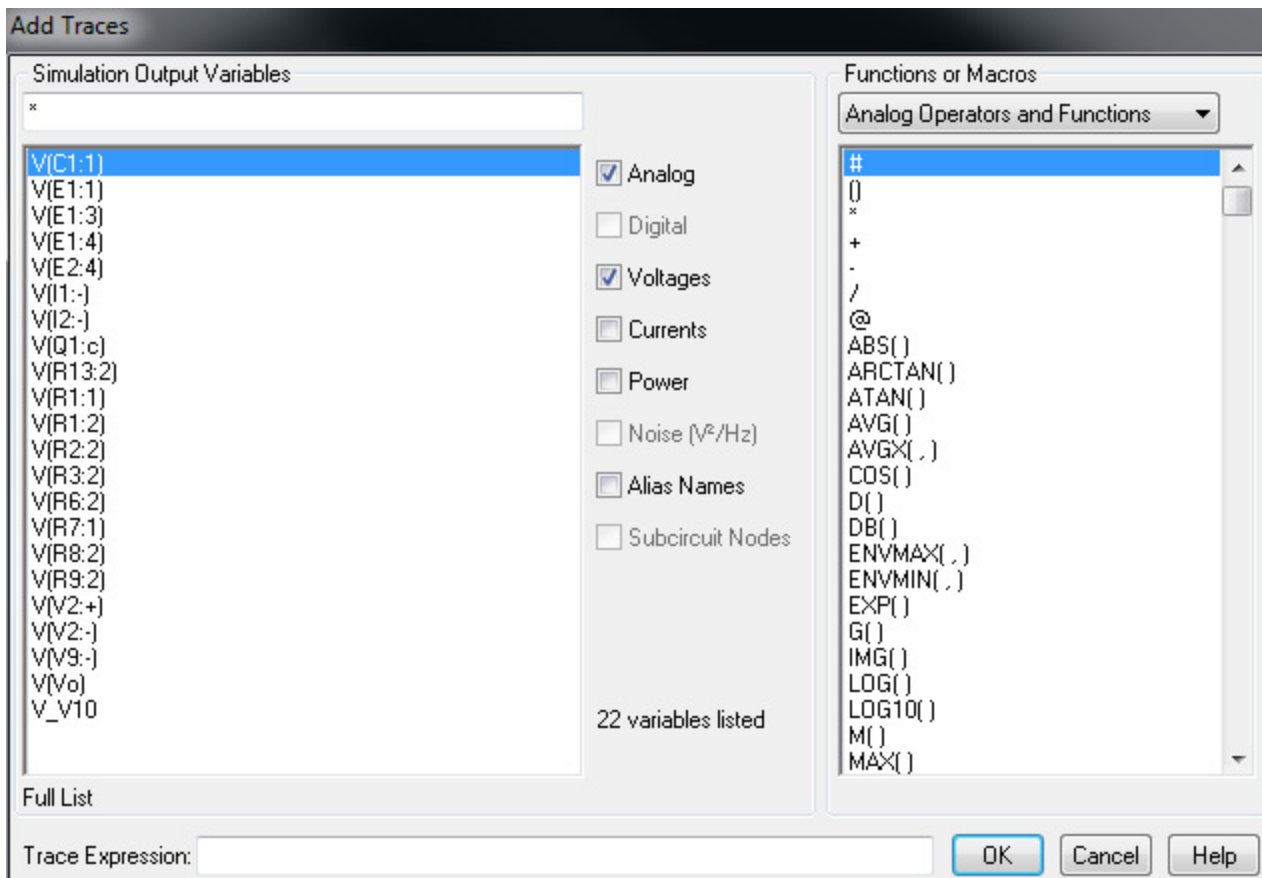 Add Traces
Simulation Output Variables
*
V(C1:1)
V(E1:1)
V(E1:3)
V(E1:4)
V(E2:4)
V(I1:-)
V(I2:-)
V(Q1:c)
V(R13:2)
V(R1:1)
V(R1:2)
V(R2:2)
V(R3:2)
V(R6:2)
V(R7:1)
V(R8:2)
V(R9:2)
V(V2:+)
V(V2:-)
V(V9:-)
V(Vo)
V_V10
Full List
Analog
Digital
Voltages
Currents
Power
Noise (V²/Hz)
Alias Names
Subcircuit Nodes
22 variables listed
Functions or Macros
Analog Operators and Functions
#
()
*
+
-
/
@
ABS( )
ARCTAN( )
ATAN( )
AVG( )
AVGX( , )
COS( )
D( )
DB( )
ENVMAX( , )
ENVMIN( , )
EXP( )
G( )
IMG( )
LOG( )
LOG10( )
M( )
MAX( )
Trace Expression:
OK
Cancel
Help